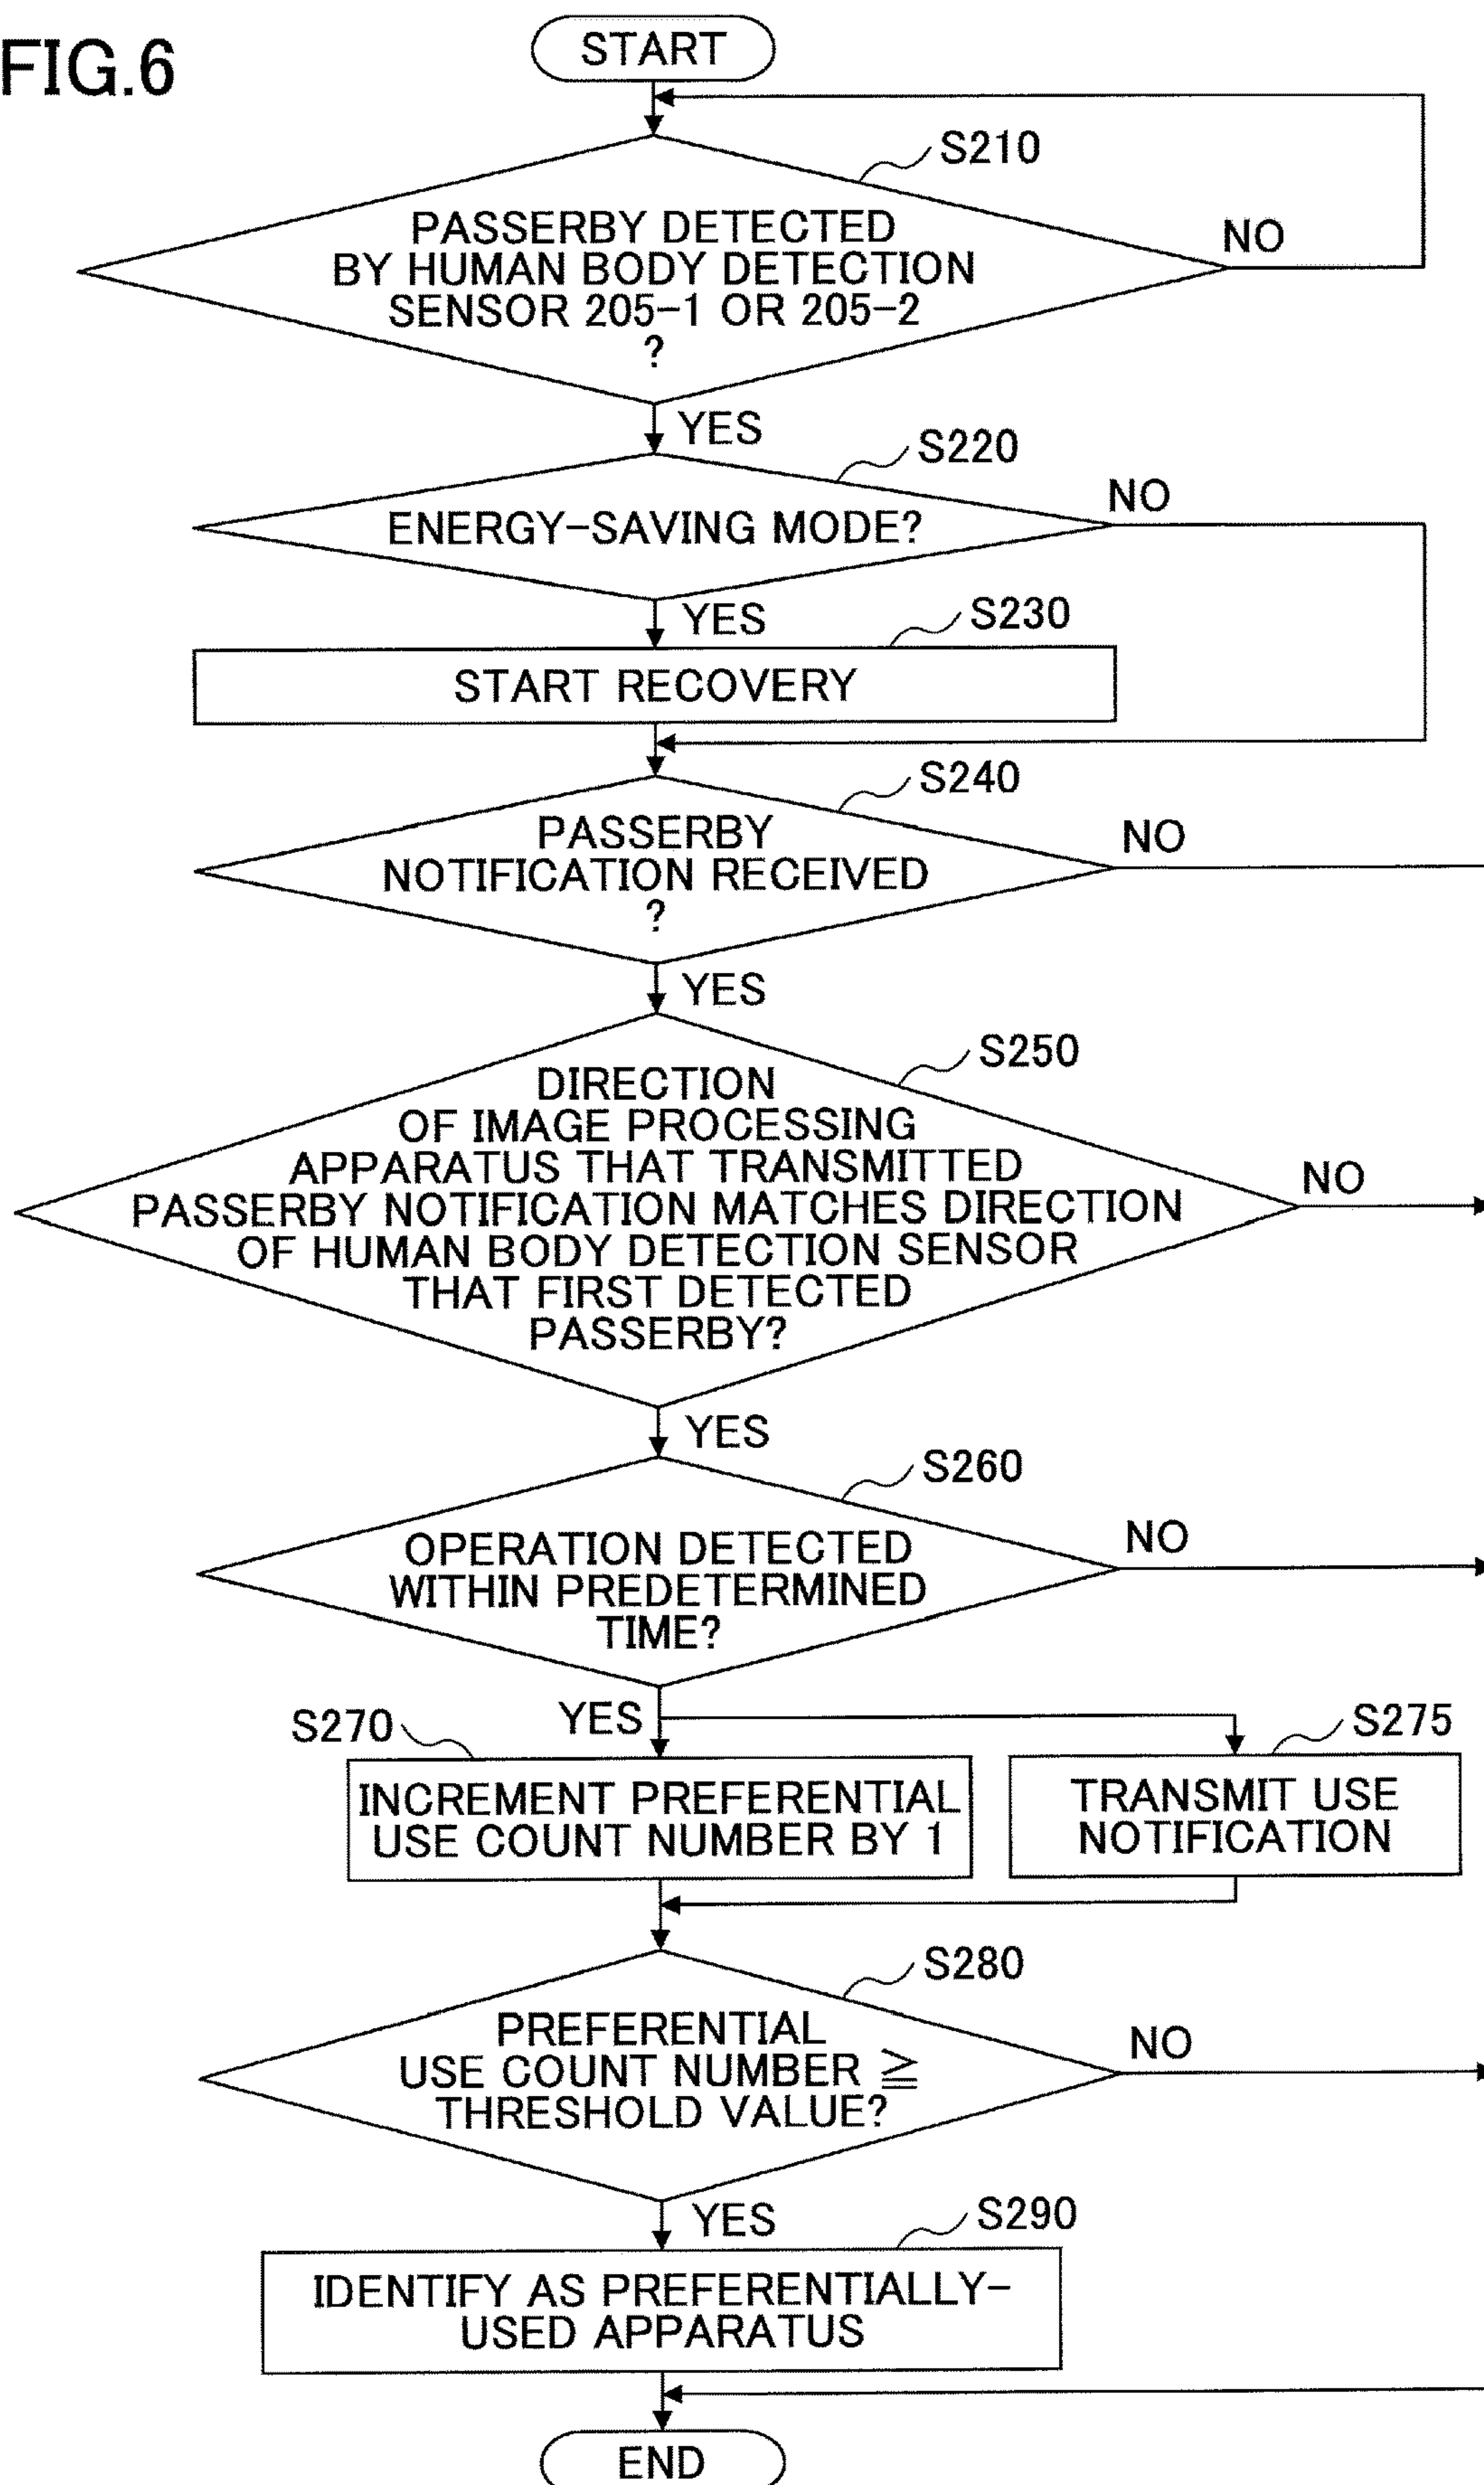 FIG.6
START
S210
PASSERBY DETECTED
BY HUMAN BODY DETECTION
SENSOR 205-1 OR 205-2
?
NO
YES
S220
ENERGY-SAVING MODE?
NO
YES
S230
START RECOVERY
S240
PASSERBY
NOTIFICATION RECEIVED
?
NO
YES
S250
DIRECTION
OF IMAGE PROCESSING
APPARATUS THAT TRANSMITTED
PASSERBY NOTIFICATION MATCHES DIRECTION
OF HUMAN BODY DETECTION SENSOR
THAT FIRST DETECTED
PASSERBY?
NO
YES
S260
OPERATION DETECTED
WITHIN PREDETERMINED
TIME?
NO
YES
S270
INCREMENT PREFERENTIAL
USE COUNT NUMBER BY 1
S275
TRANSMIT USE
NOTIFICATION
S280
PREFERENTIAL
USE COUNT NUMBER ≧
THRESHOLD VALUE?
NO
YES
S290
IDENTIFY AS PREFERENTIALLY-
USED APPARATUS
END